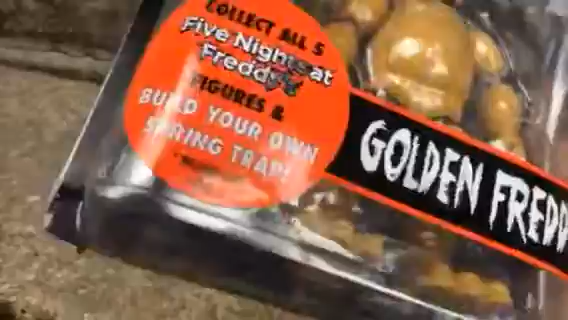 COLLECT ALL 5
Five Nights at
Freddy's
FIGURES &
BUILD YOUR OWN
SPRING TRAP!
GOLDEN FREDD